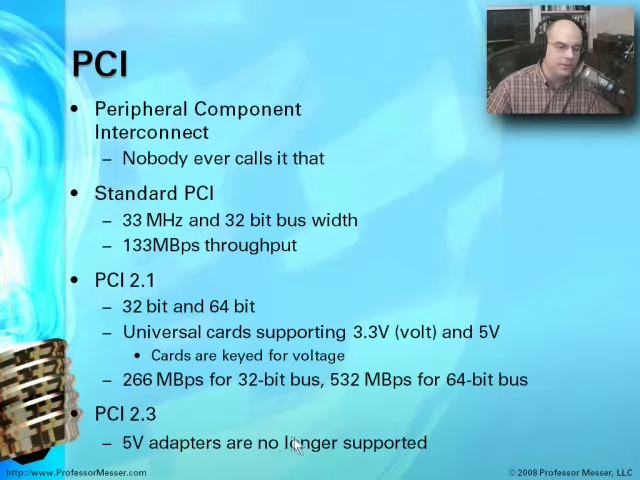 PCI
• Peripheral Component
Interconnect
– Nobody ever calls it that
• Standard PCI
– 33 MHz and 32 bit bus width
– 133MBps throughput
• PCI 2.1
– 32 bit and 64 bit
– Universal cards supporting 3.3V (volt) and 5V
• Cards are keyed for voltage
– 266 MBps for 32-bit bus, 532 MBps for 64-bit bus
• PCI 2.3
– 5V adapters are no longer supported
http://www.ProfessorMesser.com
© 2008 Professor Messer, LLC